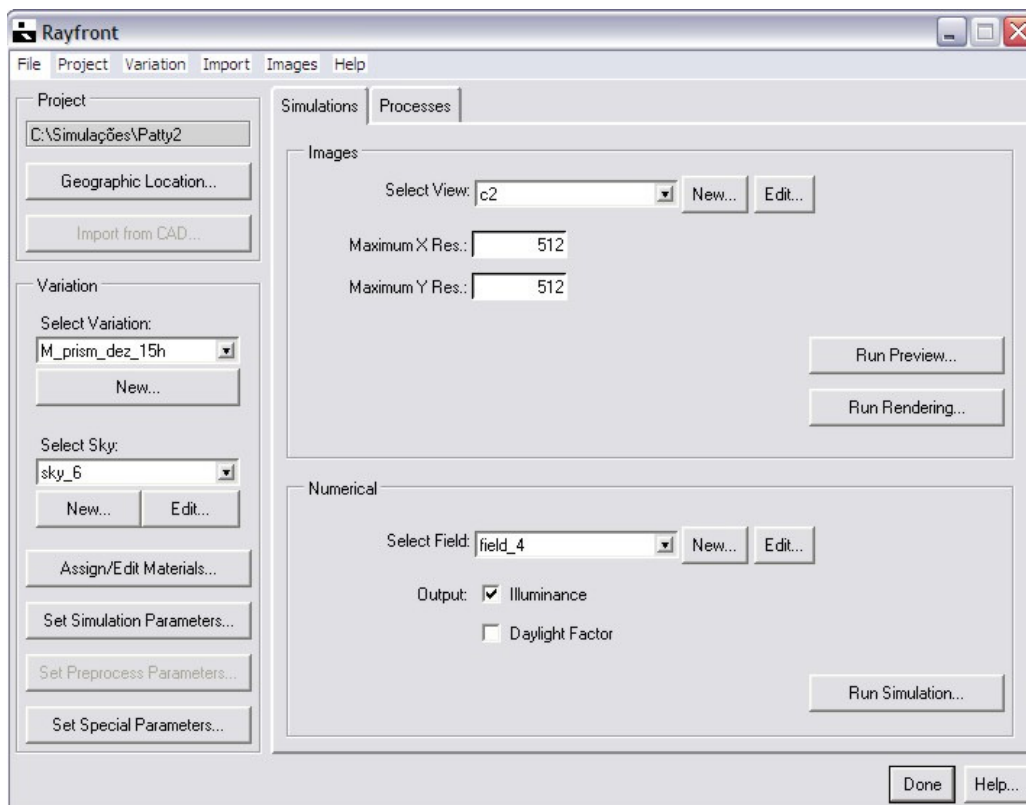 Rayfront
File Project Variation Import Images Help
Project
C:\Simulações\Patty2
Geographic Location...
Import from CAD...
Variation
Select Variation:
M_prism_dez_15h
New...
Select Sky:
sky_6
New... Edit...
Assign/Edit Materials...
Set Simulation Parameters...
Set Preprocess Parameters...
Set Special Parameters...
Simulations Processes
Images
Select View: c2 New... Edit...
Maximum X Res.: 512
Maximum Y Res.: 512
Run Preview...
Run Rendering...
Numerical
Select Field: field_4 New... Edit...
Output: Illuminance
Daylight Factor
Run Simulation...
Done Help...